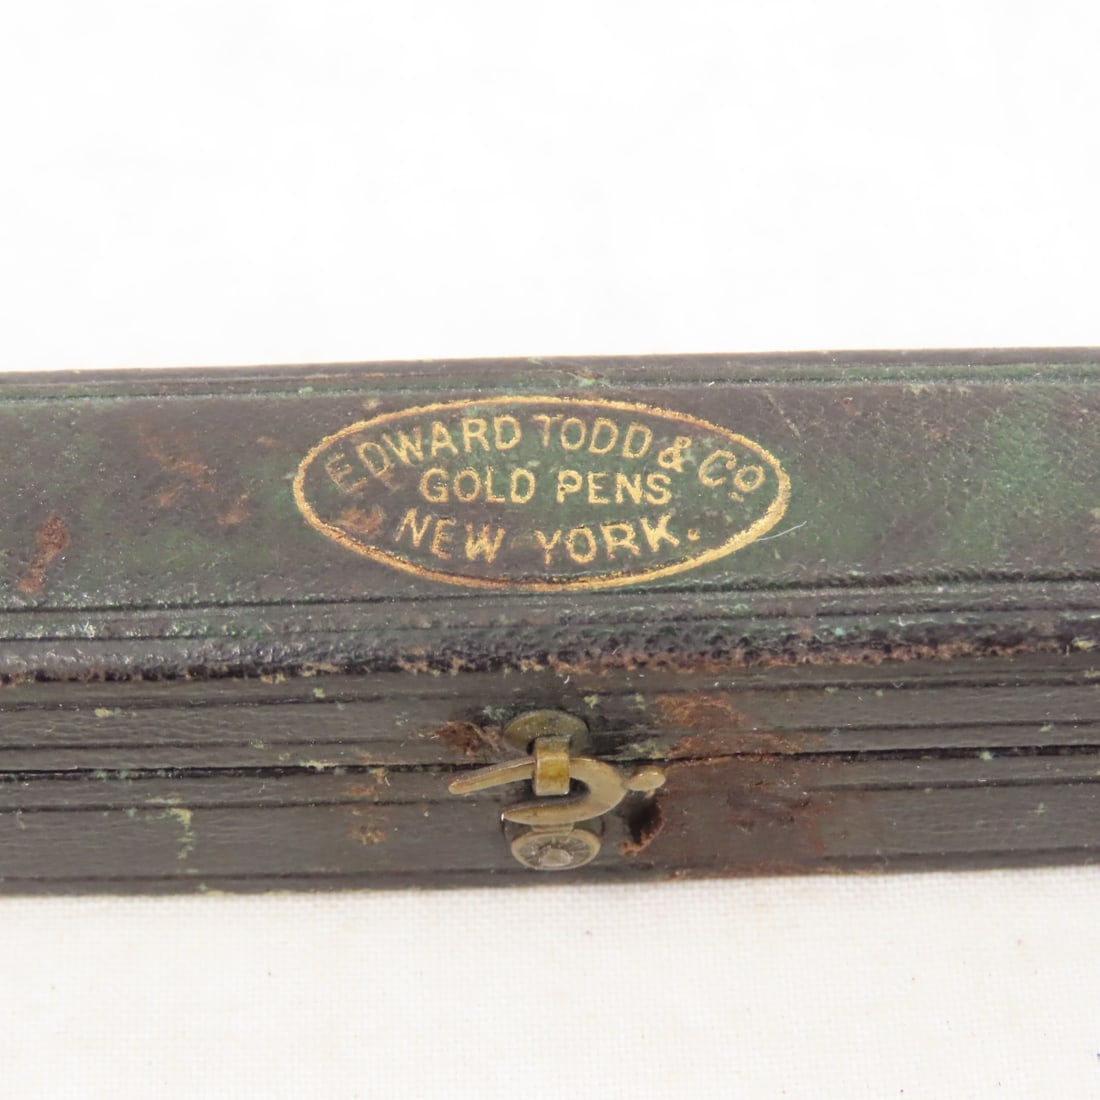 EDWARD TODD & CO.
GOLD PENS
NEW YORK.